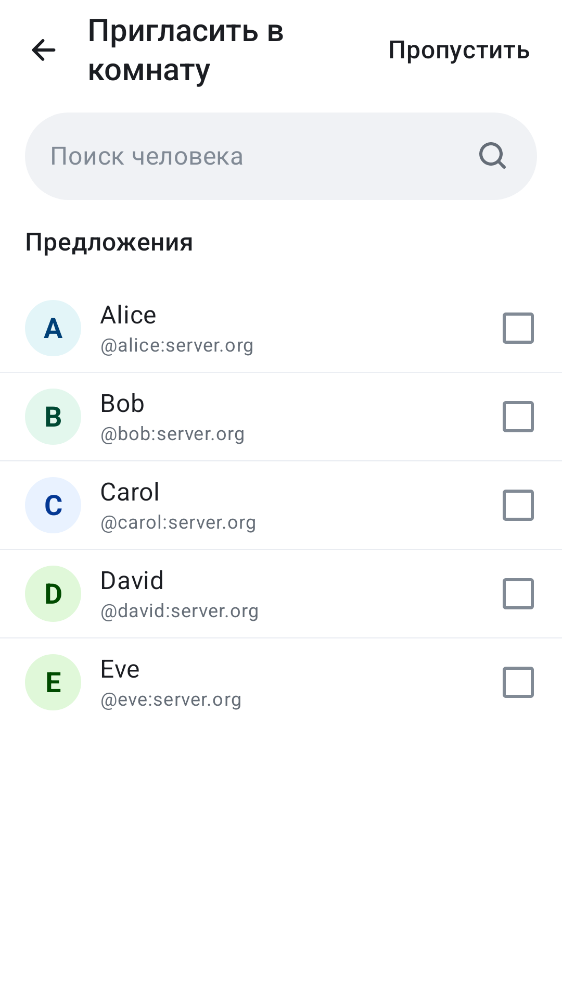 Пригласить в
комнату
Пропустить
Поиск человека
Предложения
A
Alice
@alice:server.org
B
Bob
@bob:server.org
C
Carol
@carol:server.org
D
David
@david:server.org
E
Eve
@eve:server.org